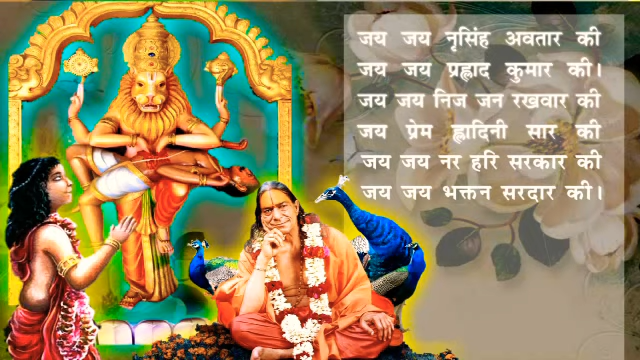 जय जय नृसिंह अवतार की
जय जय प्रह्लाद कुमार की।
जय जय निज जन रखवार की
जय प्रेम ह्लादिनी सार की
जय जय नर हरि सरकार की
जय जय भक्तन सरदार की।